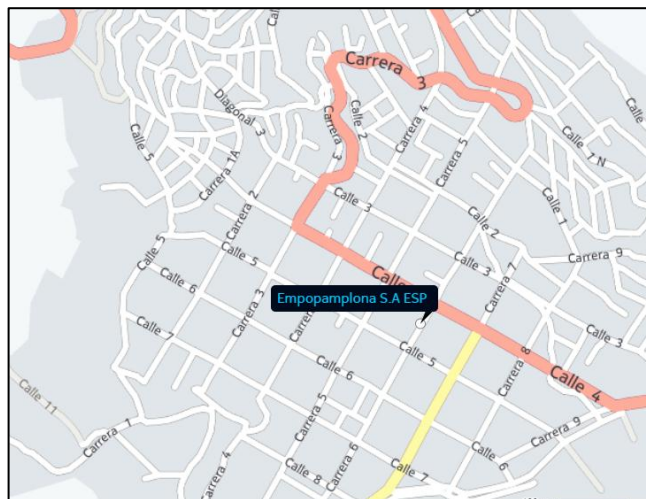 Carrera 3
Calle 2
Carrera 4
Diagonal 3
Carrera 3
Carrera 5
Calle 7 N
Calle 5
Carrera 1A
Carrera 2
Calle 3
Calle 1
Calle 2
Calle 5
Calle 5
Calle 3
Carrera 7
Carrera 9
Calle 6
Carrera 3
Calle
Empopamplona S.A ESP
Calle 7
Calle 5
Carrera 8
Calle 3
Calle 6
Calle 4
Calle 11
Carrera 1
Carrera 5
Carrera 9
Carrera 4
Carrera 6
Calle 8
Calle 7
Calle 6